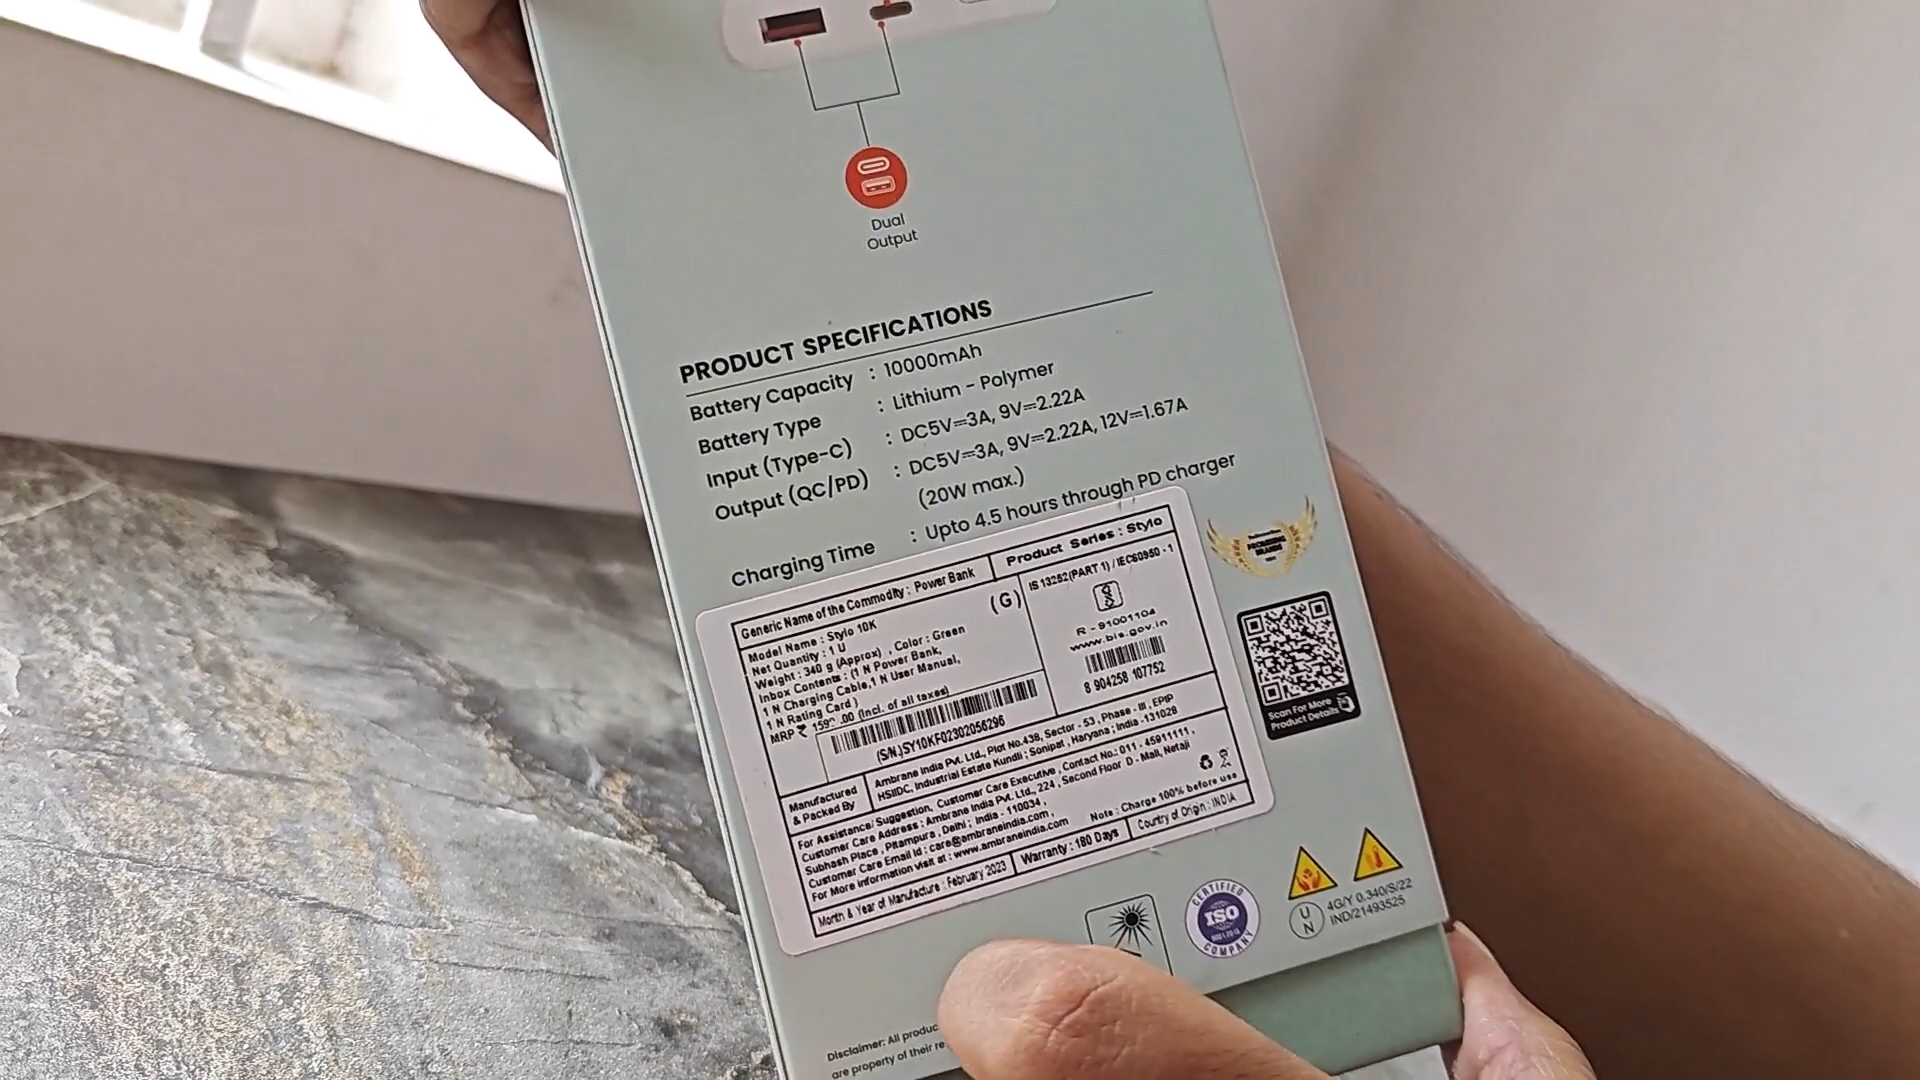 Dual
Output
PRODUCT SPECIFICATIONS
Battery Capacity : 10000mAh
Battery Type : Lithium - Polymer
Input (Type-C) : DC5V⎓3A, 9V⎓2.22A
Output (QC/PD) : DC5V⎓3A, 9V⎓2.22A, 12V⎓1.67A
(20W max.)
Charging Time : Upto 4.5 hours through PD charger
Generic Name of the Commodity : Power Bank
Product Series : Stylo
Model Name : Stylo 10K
(G)
Net Quantity : 1 U
Weight : 340 g (Approx) , Color : Green
Inbox Contents : (1 N Power Bank,
1 N Charging Cable,1 N User Manual,
1 N Rating Card )
MRP ₹ .00 (Incl. of all taxes)
(S/N.)SY10KF02302056296
IS 13252(PART 1) / IEC60950 - 1
R - 91001104
www.bis.gov.in
8 904258 107752
Manufactured
& Packed By
Ambrane India Pvt. Ltd., Plot No.438, Sector - 53 , Phase - III , EPIP
HSIIDC, Industrial Estate Kundli ; Sonipat , Haryana ; India -131028
For Assistance/ Suggestion, Customer Care Executive , Contact No.: 011 - 45911111 ,
Customer Care Address : Ambrane India Pvt. Ltd., 224 , Second Floor D - Mall, Netaji
Subhash Place , Pitampura , Delhi ; India - 110034 ,
Customer Care Email Id : care@ambraneindia.com ,
For More information visit at : www.ambraneindia.com
Note : Charge 100% before use
Month & Year of Manufacture : February 2023
Warranty : 180 Days
Country of Origin : INDIA
PROMISING
BRANDS
Scan For More
Product Details
CERTIFIED
ISO
COMPANY
U
N
4G/Y 0.340/S/22
IND/21493525
Disclaimer: All
are property of their